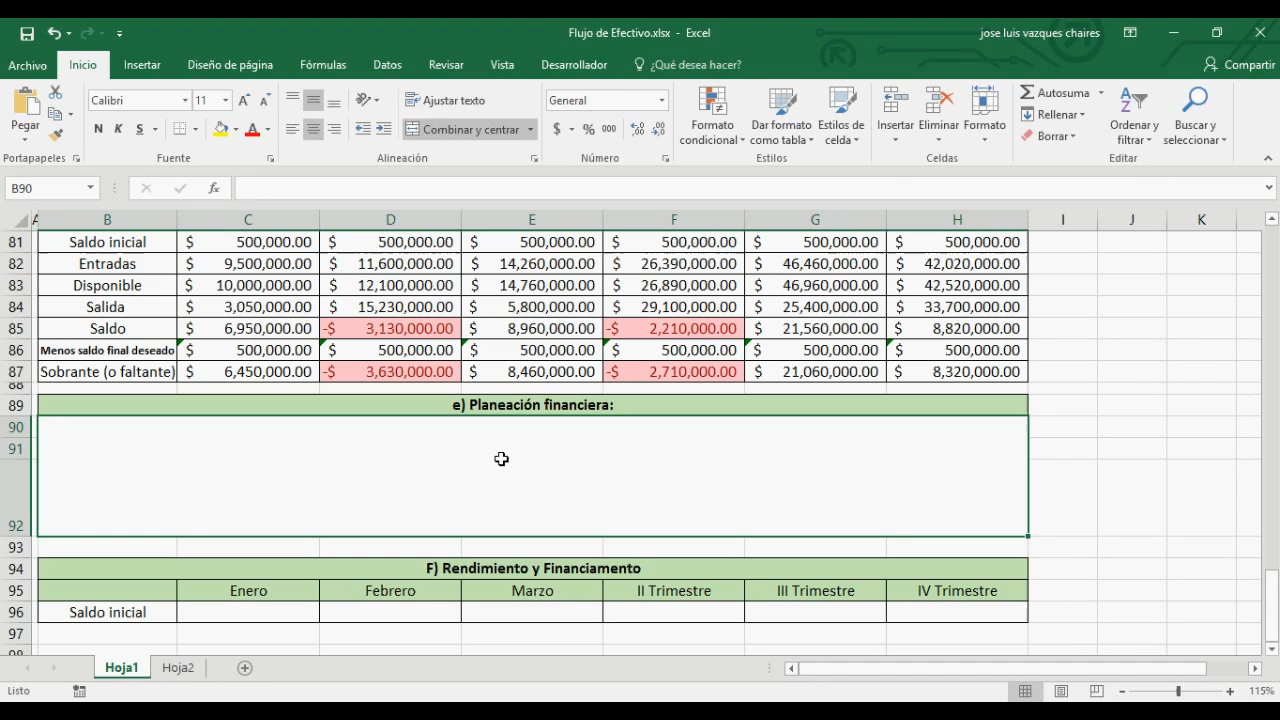 Flujo de Efectivo.xlsx - Excel
jose luis vazques chaires
Archivo Inicio Insertar Diseño de página Fórmulas Datos Revisar Vista Desarrollador ¿Qué desea hacer? Compartir
Pegar
Calibri 11
N K S
Ajustar texto
Combinar y centrar
General
$ % 000
Formato condicional
Dar formato como tabla
Estilos de celda
Insertar Eliminar Formato
Autosuma
Rellenar
Borrar
Ordenar y filtrar
Buscar y seleccionar
Portapapeles Fuente Alineación Número Estilos Celdas Editar
B90 fx
A B C D E F G H I J K
81 Saldo inicial $ 500,000.00 $ 500,000.00 $ 500,000.00 $ 500,000.00 $ 500,000.00 $ 500,000.00
82 Entradas $ 9,500,000.00 $ 11,600,000.00 $ 14,260,000.00 $ 26,390,000.00 $ 46,460,000.00 $ 42,020,000.00
83 Disponible $ 10,000,000.00 $ 12,100,000.00 $ 14,760,000.00 $ 26,890,000.00 $ 46,960,000.00 $ 42,520,000.00
84 Salida $ 3,050,000.00 $ 15,230,000.00 $ 5,800,000.00 $ 29,100,000.00 $ 25,400,000.00 $ 33,700,000.00
85 Saldo $ 6,950,000.00 -$ 3,130,000.00 $ 8,960,000.00 -$ 2,210,000.00 $ 21,560,000.00 $ 8,820,000.00
86 Menos saldo final deseado $ 500,000.00 $ 500,000.00 $ 500,000.00 $ 500,000.00 $ 500,000.00 $ 500,000.00
87 Sobrante (o faltante) $ 6,450,000.00 -$ 3,630,000.00 $ 8,460,000.00 -$ 2,710,000.00 $ 21,060,000.00 $ 8,320,000.00
88
89 e) Planeación financiera:
90
91
92
93
94 F) Rendimiento y Financiamento
95 Enero Febrero Marzo II Trimestre III Trimestre IV Trimestre
96 Saldo inicial
97
98
Hoja1 Hoja2
Listo 115%